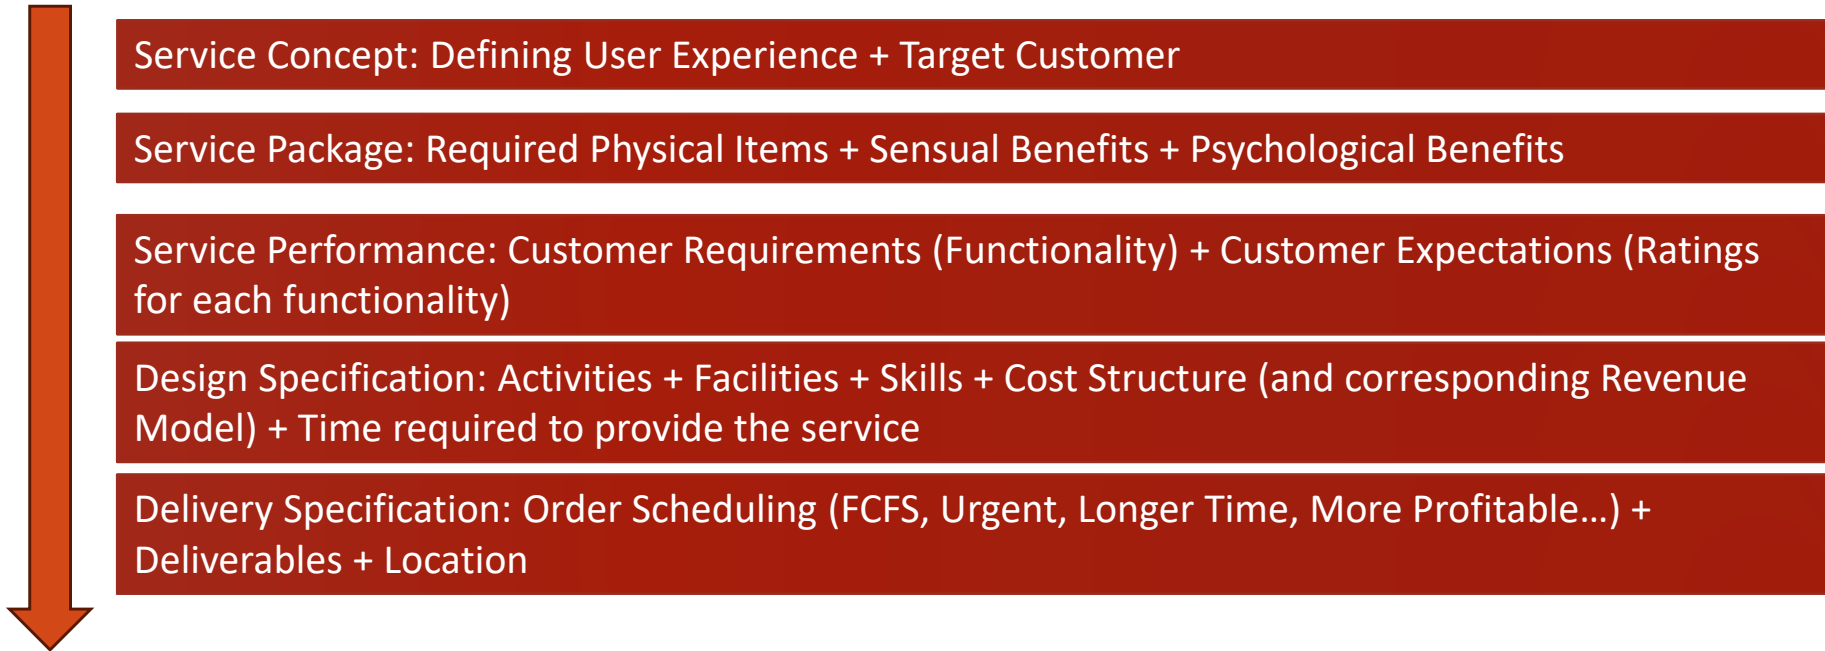 Service Concept: Defining User Experience + Target Customer
Service Package: Required Physical Items + Sensual Benefits + Psychological Benefits
Service Performance: Customer Requirements (Functionality) + Customer Expectations (Ratings
for each functionality)
Design Specification: Activities + Facilities + Skills + Cost Structure (and corresponding Revenue
Model) + Time required to provide the service
Delivery Specification: Order Scheduling (FCFS, Urgent, Longer Time, More Profitable…) +
Deliverables + Location